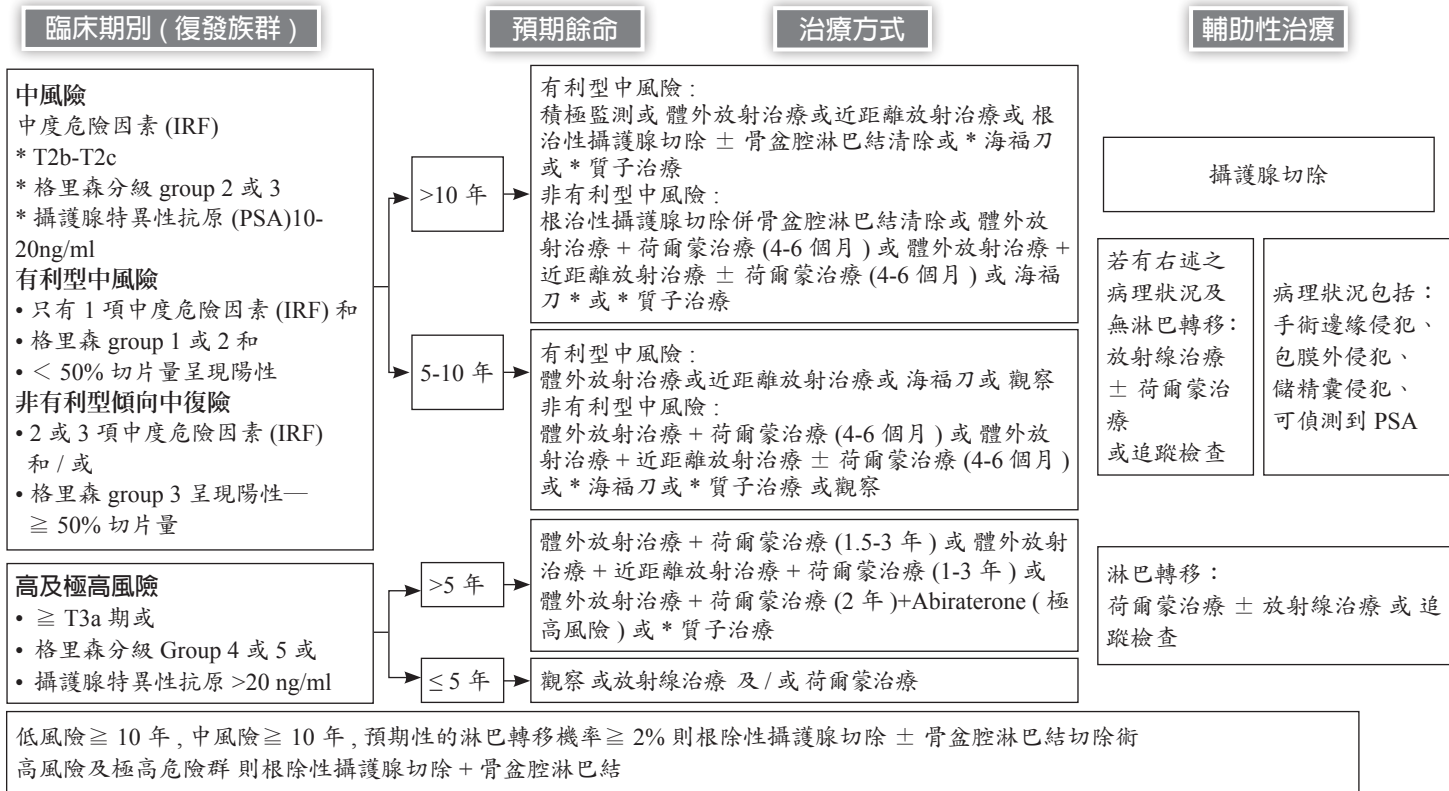 臨床期別 ( 復發族群 )
預期餘命
治療方式
輔助性治療
中風險
中度危險因素 (IRF)
* T2b-T2c
* 格里森分級 group 2 或 3
* 攝護腺特異性抗原 (PSA)10-
20ng/ml
有利型中風險
• 只有 1 項中度危險因素 (IRF) 和
• 格里森 group 1 或 2 和
• ＜ 50% 切片量呈現陽性
非有利型傾向中復險
• 2 或 3 項中度危險因素 (IRF)
和 / 或
• 格里森 group 3 呈現陽性—
≧ 50% 切片量
>10 年
有利型中風險 :
積極監測或 體外放射治療或近距離放射治療或 根
治性攝護腺切除 ± 骨盆腔淋巴結清除或 * 海福刀
或 * 質子治療
非有利型中風險 :
根治性攝護腺切除併骨盆腔淋巴結清除或 體外放
射治療 + 荷爾蒙治療 (4-6 個月 ) 或 體外放射治療 +
近距離放射治療 ± 荷爾蒙治療 (4-6 個月 ) 或 海福
刀 * 或 * 質子治療
5-10 年
有利型中風險 :
體外放射治療或近距離放射治療或 海福刀或 觀察
非有利型中風險 :
體外放射治療 + 荷爾蒙治療 (4-6 個月 ) 或 體外放
射治療 + 近距離放射治療 ± 荷爾蒙治療 (4-6 個月 )
或 * 海福刀或 * 質子治療 或觀察
攝護腺切除
若有右述之
病理狀況及
無淋巴轉移：
放射線治療
± 荷爾蒙治
療
或追蹤檢查
病理狀況包括：
手術邊緣侵犯、
包膜外侵犯、
儲精囊侵犯、
可偵測到 PSA
高及極高風險
• ≧ T3a 期或
• 格里森分級 Group 4 或 5 或
• 攝護腺特異性抗原 >20 ng/ml
>5 年
體外放射治療 + 荷爾蒙治療 (1.5-3 年 ) 或 體外放射
治療 + 近距離放射治療 + 荷爾蒙治療 (1-3 年 ) 或
體外放射治療 + 荷爾蒙治療 (2 年 )+Abiraterone ( 極
高風險 ) 或 * 質子治療
≤ 5 年
觀察 或放射線治療 及 / 或 荷爾蒙治療
淋巴轉移：
荷爾蒙治療 ± 放射線治療 或 追
蹤檢查
低風險≧ 10 年 , 中風險≧ 10 年 , 預期性的淋巴轉移機率≧ 2% 則根除性攝護腺切除 ± 骨盆腔淋巴結切除術
高風險及極高危險群 則根除性攝護腺切除 + 骨盆腔淋巴結